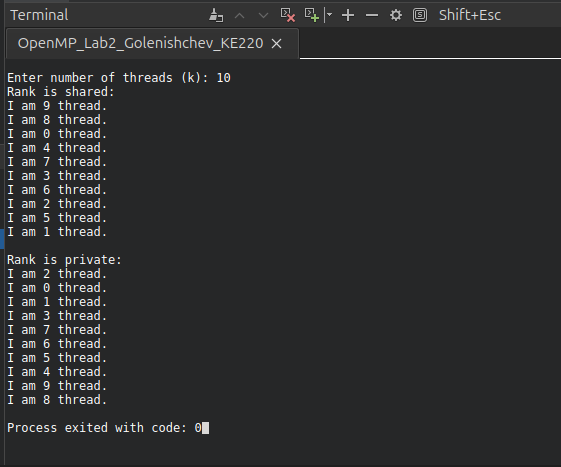 Terminal
Shift+Esc
OpenMP_Lab2_Golenishchev_KE220
Enter number of threads (k): 10
Rank is shared:
I am 9 thread.
I am 8 thread.
I am 0 thread.
I am 4 thread.
I am 7 thread.
I am 3 thread.
I am 6 thread.
I am 2 thread.
I am 5 thread.
I am 1 thread.
Rank is private:
I am 2 thread.
I am 0 thread.
I am 1 thread.
I am 3 thread.
I am 7 thread.
I am 6 thread.
I am 5 thread.
I am 4 thread.
I am 9 thread.
I am 8 thread.
Process exited with code: 0